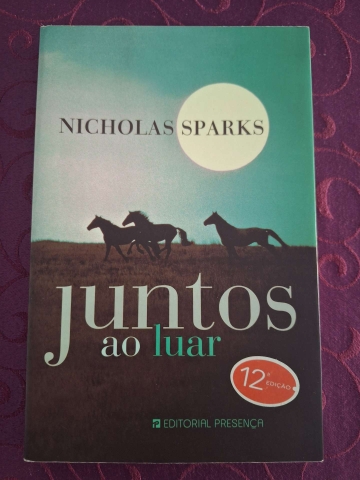 NICHOLAS SPARKS
juntos
ao luar
12ª
EDIÇÃO
EDITORIAL PRESENÇA